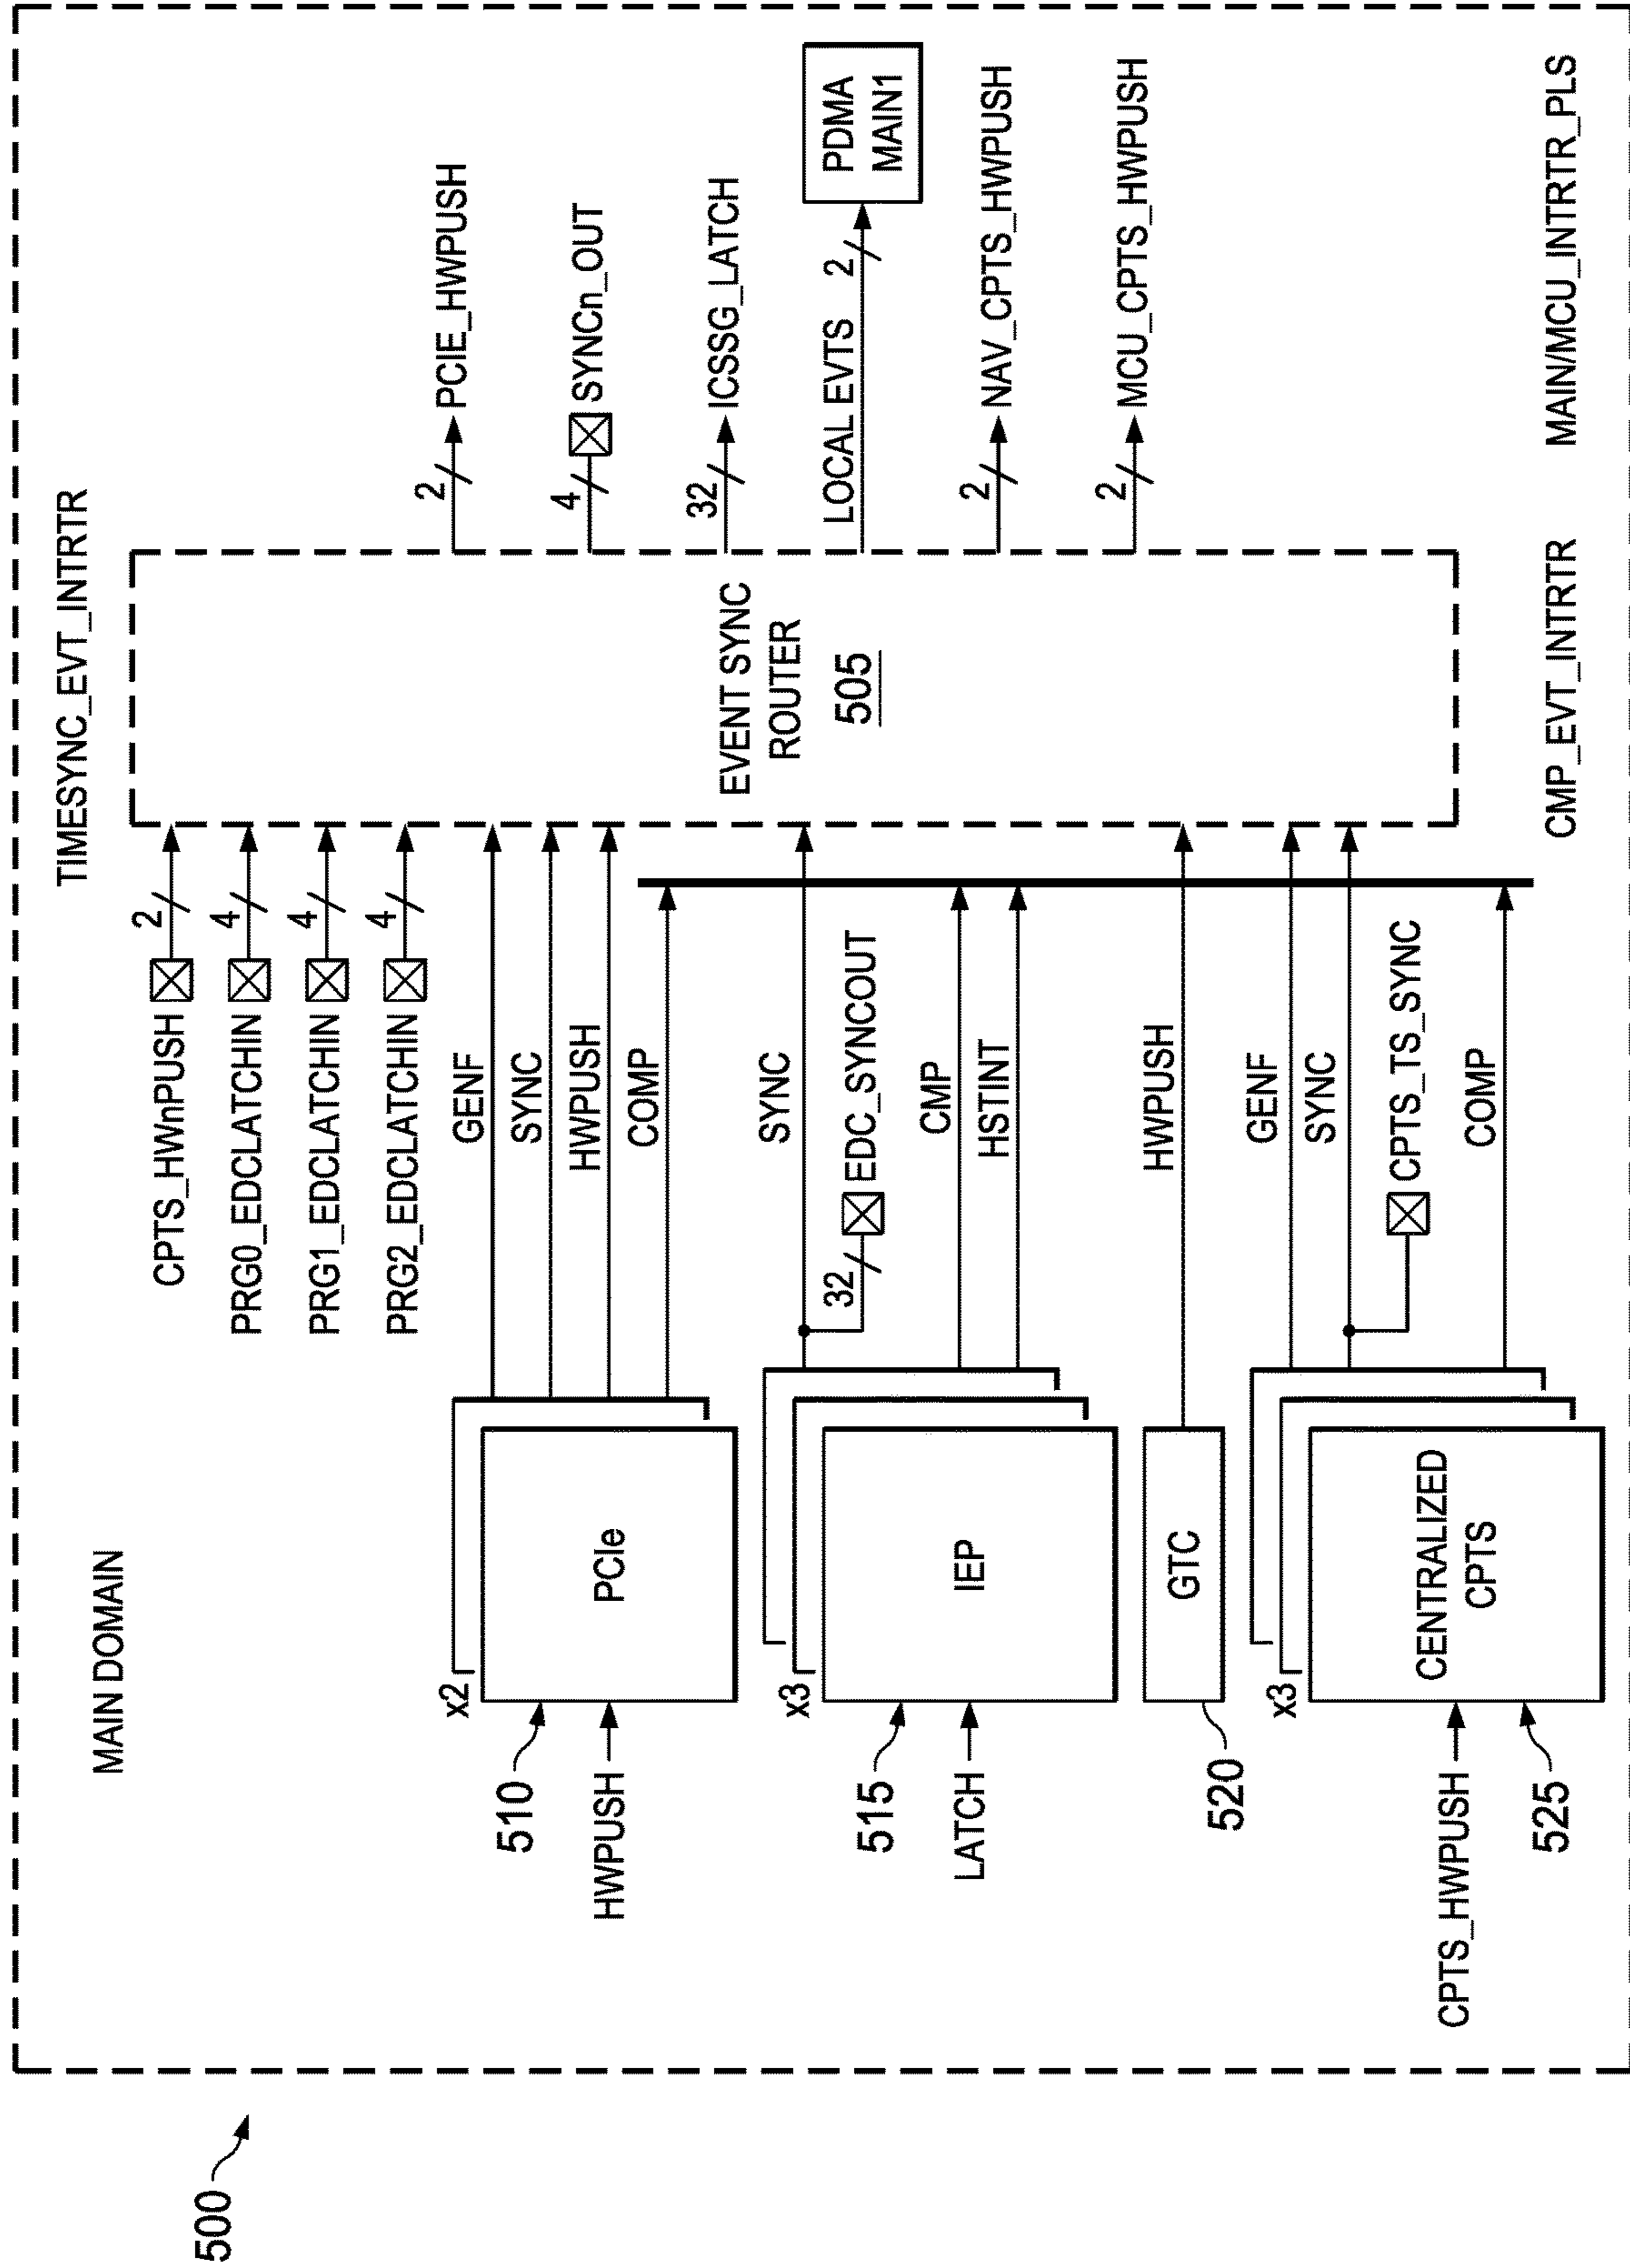 500
MAIN DOMAIN
TIMESYNC_EVT_INTRTR
CPTS_HWnPUSH
2
PRG0_EDCLATCHIN
4
PRG1_EDCLATCHIN
4
PRG2_EDCLATCHIN
4
x2
PCIe
510
HWPUSH
GENF
SYNC
HWPUSH
COMP
x3
IEP
515
LATCH
SYNC
32
EDC_SYNCOUT
CMP
HSTINT
GTC
520
HWPUSH
x3
CENTRALIZED
CPTS
CPTS_HWPUSH
525
GENF
SYNC
CPTS_TS_SYNC
COMP
EVENT SYNC
ROUTER
505
2
PCIE_HWPUSH
4
SYNCn_OUT
32
ICSSG_LATCH
LOCAL EVTS
2
PDMA
MAIN1
2
NAV_CPTS_HWPUSH
2
MCU_CPTS_HWPUSH
CMP_EVT_INTRTR
MAIN/MCU_INTRTR_PLS